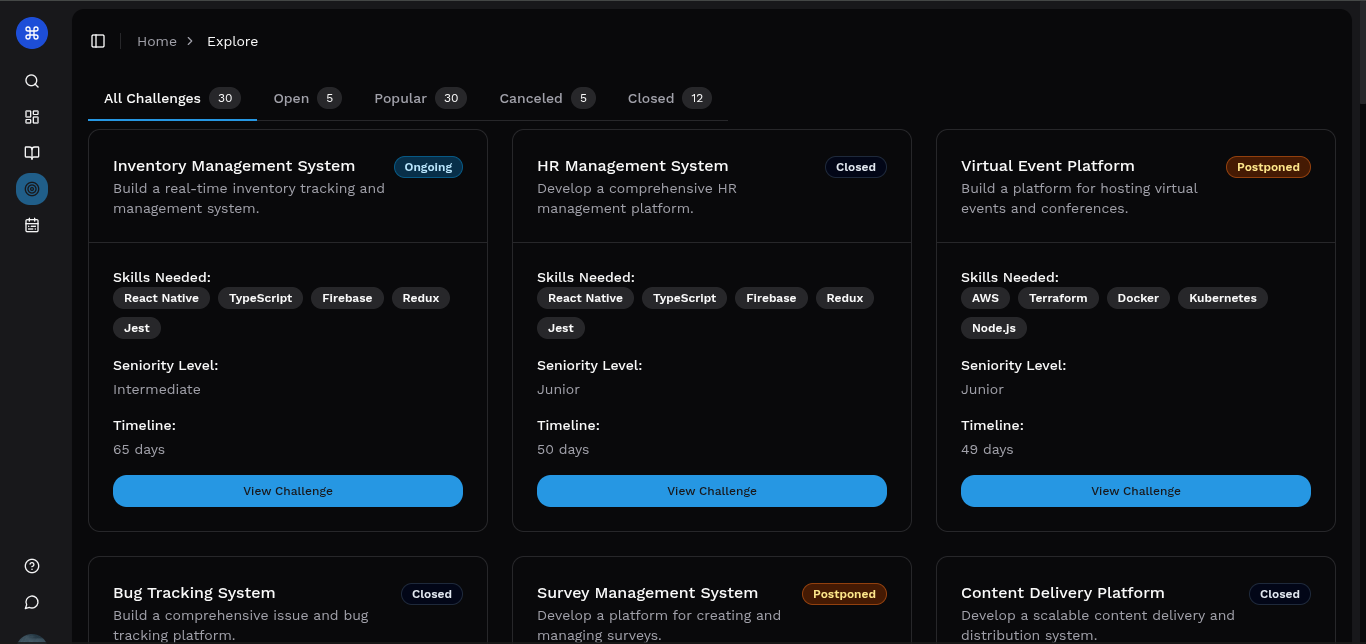 Home > Explore
All Challenges 30 Open 5 Popular 30 Canceled 5 Closed 12
Inventory Management System Ongoing
Build a real-time inventory tracking and
management system.
Skills Needed:
React Native TypeScript Firebase Redux
Jest
Seniority Level:
Intermediate
Timeline:
65 days
View Challenge
HR Management System Closed
Develop a comprehensive HR
management platform.
Skills Needed:
React Native TypeScript Firebase Redux
Jest
Seniority Level:
Junior
Timeline:
50 days
View Challenge
Virtual Event Platform Postponed
Build a platform for hosting virtual
events and conferences.
Skills Needed:
AWS Terraform Docker Kubernetes
Node.js
Seniority Level:
Junior
Timeline:
49 days
View Challenge
Bug Tracking System Closed
Build a comprehensive issue and bug
tracking platform.
Survey Management System Postponed
Develop a platform for creating and
managing surveys.
Content Delivery Platform Closed
Develop a scalable content delivery and
distribution system.